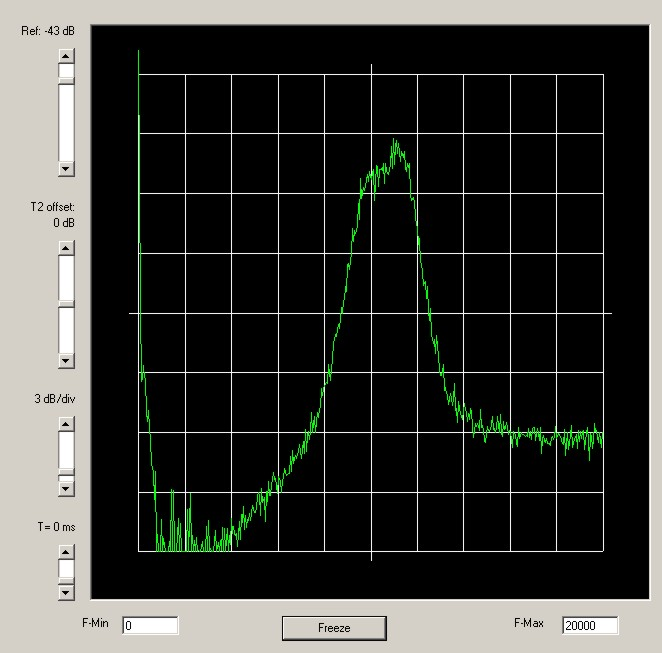 Ref: -43 dB
T2 offset:
0 dB
3 dB/div
T= 0 ms
F-Min 0 Freeze F-Max 20000